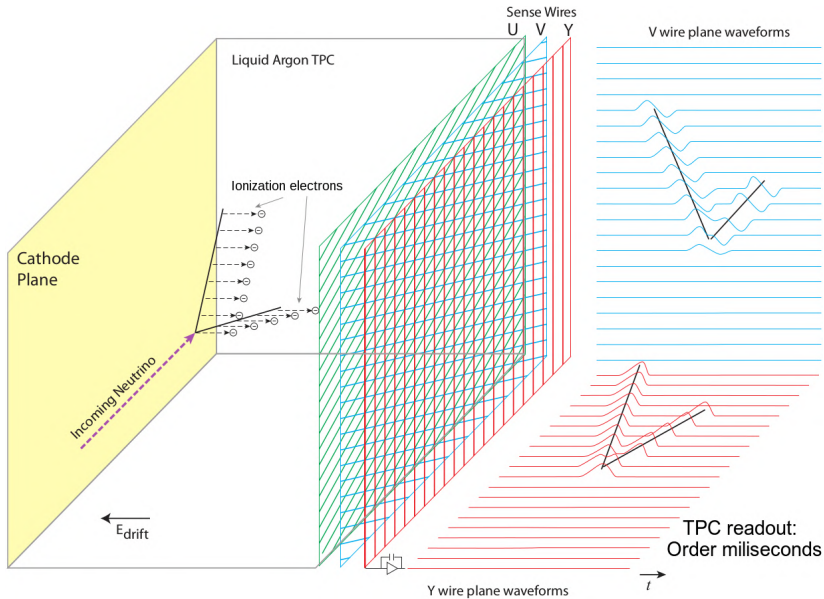 Sense Wires
U V Y
V wire plane waveforms
Liquid Argon TPC
Ionization electrons
Cathode
Plane
Incoming Neutrino
Edrift
TPC readout:
Order miliseconds
t
Y wire plane waveforms